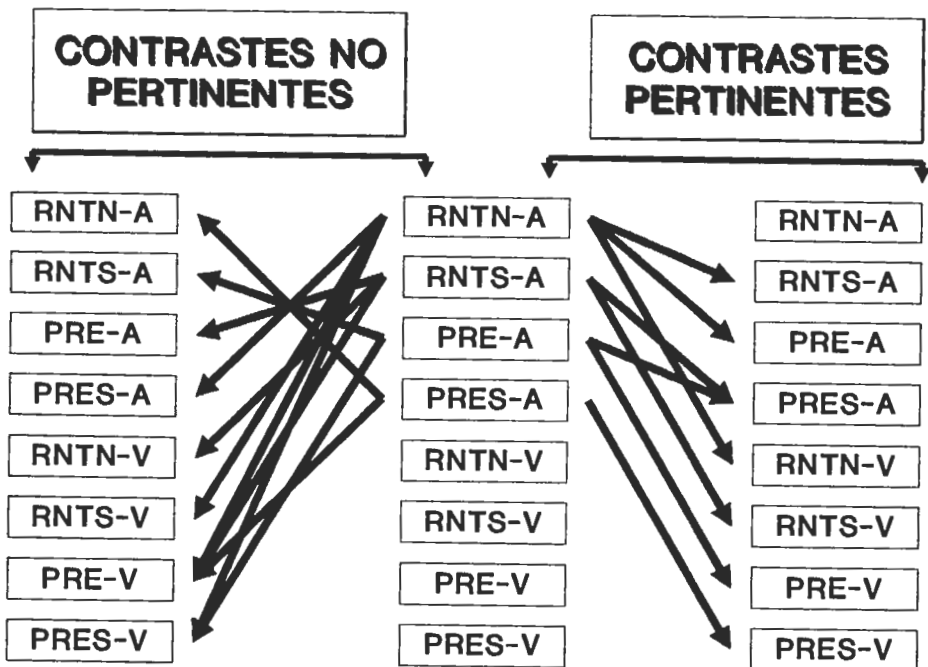 CONTRASTES NO
PERTINENTES
CONTRASTES
PERTINENTES
RNTN-A
RNTS-A
PRE-A
PRES-A
RNTN-V
RNTS-V
PRE-V
PRES-V
RNTN-A
RNTS-A
PRE-A
PRES-A
RNTN-V
RNTS-V
PRE-V
PRES-V
RNTN-A
RNTS-A
PRE-A
PRES-A
RNTN-V
RNTS-V
PRE-V
PRES-V